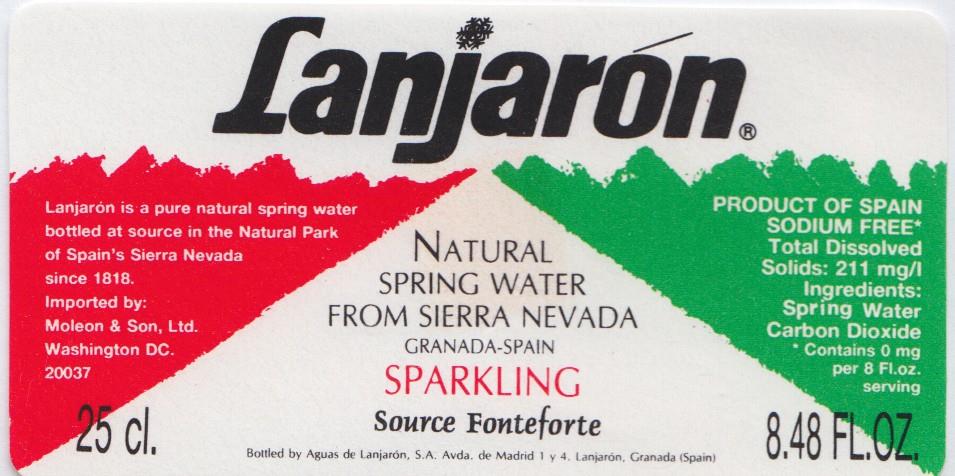 Lanjarón®
Lanjarón is a pure natural spring water
bottled at source in the Natural Park
of Spain's Sierra Nevada
since 1818.
Imported by:
Moleon & Son, Ltd.
Washington DC.
20037
25 cl.
NATURAL
SPRING WATER
FROM SIERRA NEVADA
GRANADA-SPAIN
SPARKLING
Source Fonteforte
Bottled by Aguas de Lanjarón, S.A. Avda. de Madrid 1 y 4. Lanjarón, Granada (Spain)
PRODUCT OF SPAIN
SODIUM FREE*
Total Dissolved
Solids: 211 mg/l
Ingredients:
Spring Water
Carbon Dioxide
* Contains 0 mg
per 8 Fl.oz.
serving
8.48 FL.OZ.